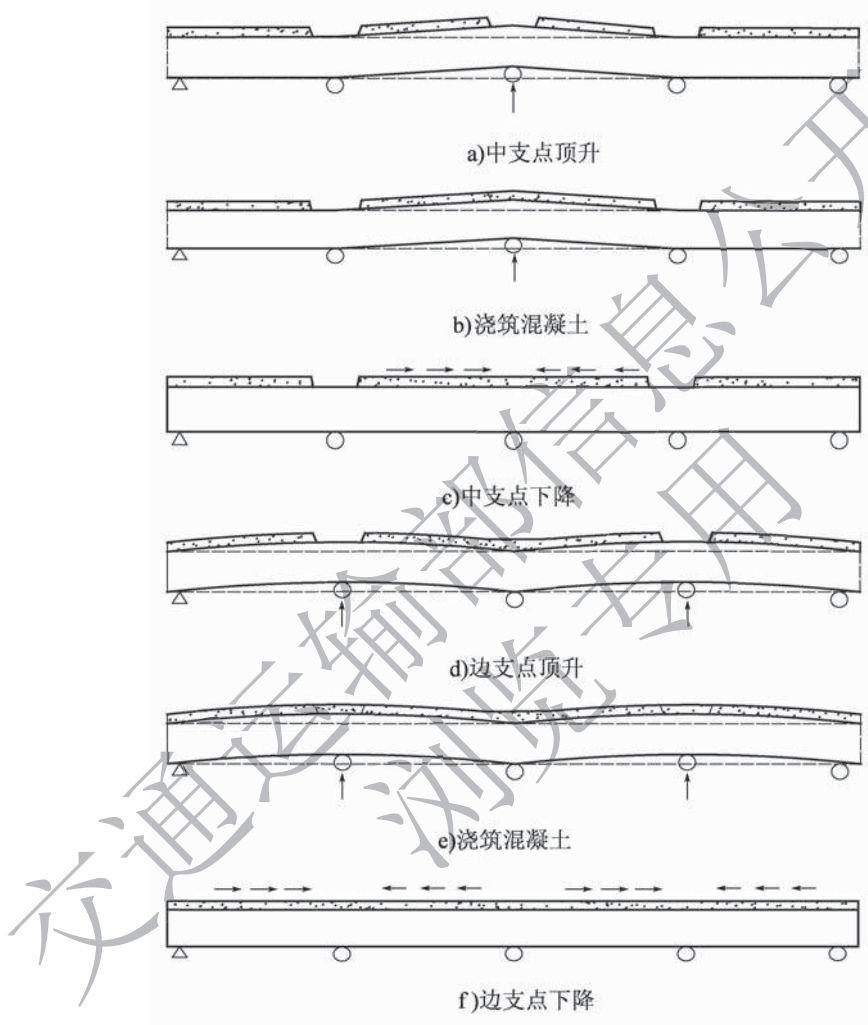 a)中支点顶升
b)浇筑混凝土
c)中支点下降
d)边支点顶升
e)浇筑混凝土
f)边支点下降
交通运输部信息公开
浏览专用